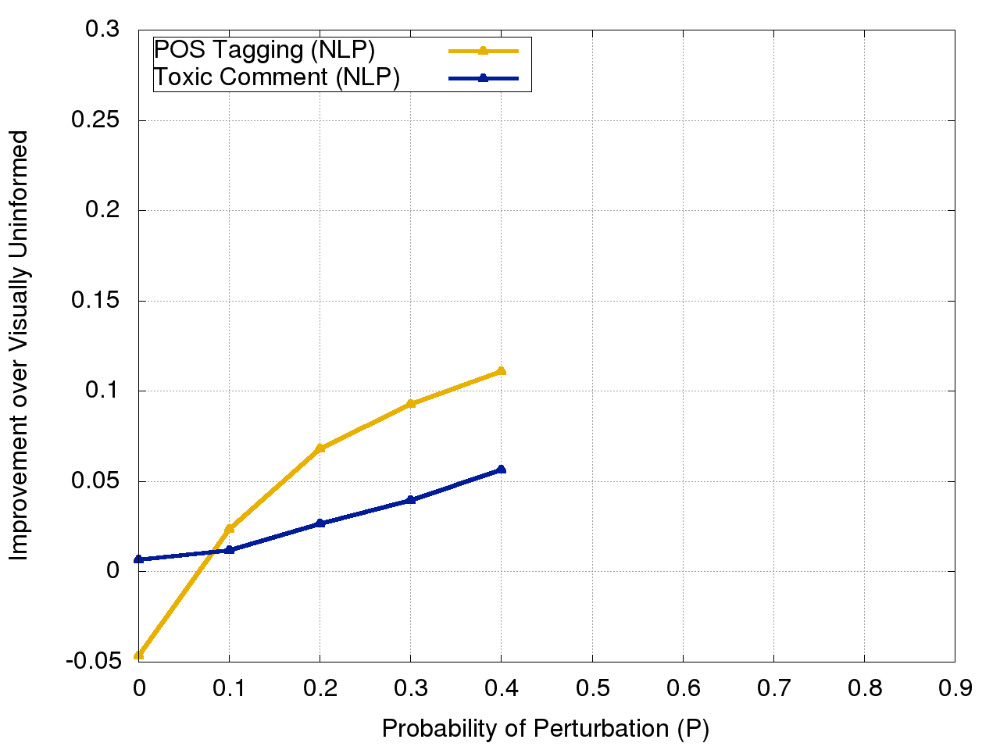 0.3
POS Tagging (NLP)
Toxic Comment (NLP)
0.25
0.2
0.15
0.1
0.05
0
-0.05
Improvement over Visually Uninformed
0 0.1 0.2 0.3 0.4 0.5 0.6 0.7 0.8 0.9
Probability of Perturbation (P)